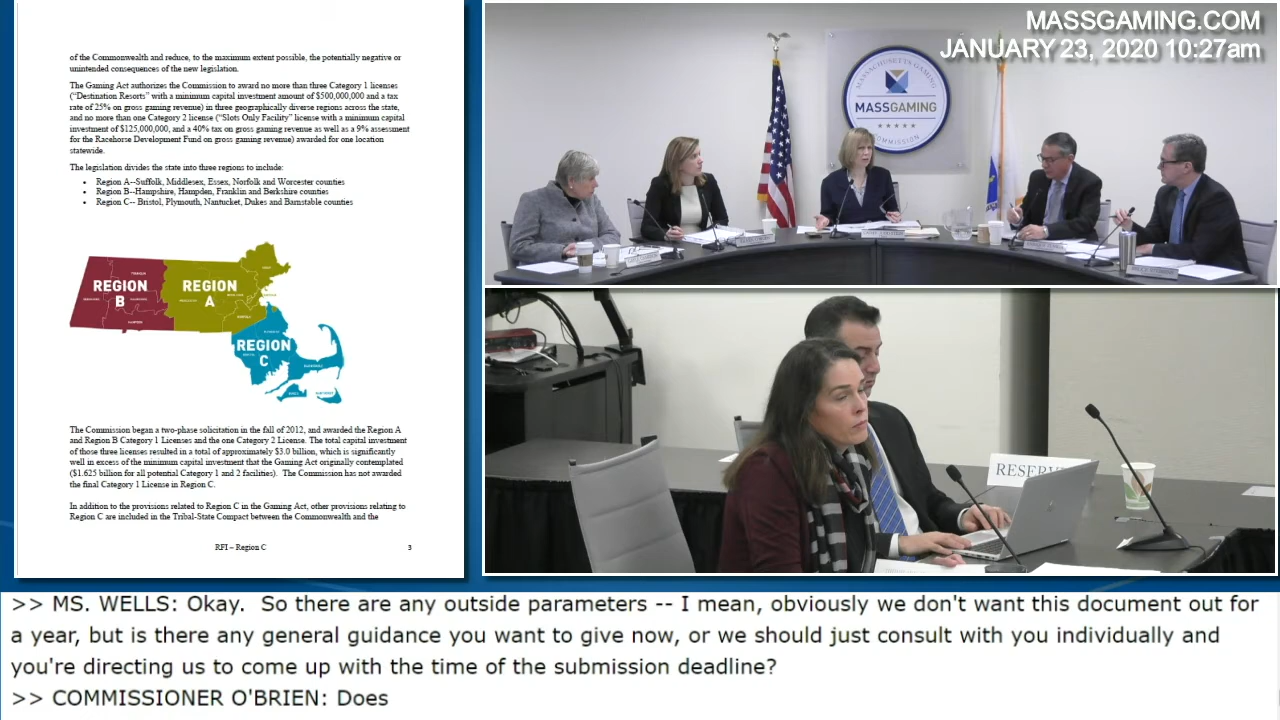 of the Commonwealth and reduce, to the maximum extent possible, the potentially negative or
unintended consequences of the new legislation.
The Gaming Act authorizes the Commission to award no more than three Category 1 licenses
("Destination Resorts" with a minimum capital investment amount of $500,000,000 and a tax
rate of 25% on gross gaming revenue) in three geographically diverse regions across the state,
and no more than one Category 2 license ("Slots Only Facility" license with a minimum capital
investment of $125,000,000, and a 40% tax on gross gaming revenue as well as a 9% assessment
for the Racehorse Development Fund on gross gaming revenue) awarded for one location
statewide.
The legislation divides the state into three regions to include:
• Region A--Suffolk, Middlesex, Essex, Norfolk and Worcester counties
• Region B--Hampshire, Hampden, Franklin and Berkshire counties
• Region C-- Bristol, Plymouth, Nantucket, Dukes and Barnstable counties
REGION
B
REGION
A
REGION
C
The Commission began a two-phase solicitation in the fall of 2012, and awarded the Region A
and Region B Category 1 Licenses and the one Category 2 License. The total capital investment
of those three licenses resulted in a total of approximately $3.0 billion, which is significantly
well in excess of the minimum capital investment that the Gaming Act originally contemplated
($1.625 billion for all potential Category 1 and 2 facilities). The Commission has not awarded
the final Category 1 License in Region C.
In addition to the provisions related to Region C in the Gaming Act, other provisions relating to
Region C are included in the Tribal-State Compact between the Commonwealth and the
RFI – Region C
3
MASSGAMING.COM
JANUARY 23, 2020 10:27am
MASSACHUSETTS GAMING
MASSGAMING
COMMISSION
RESERVE
>> MS. WELLS: Okay. So there are any outside parameters -- I mean, obviously we don't want this document out for
a year, but is there any general guidance you want to give now, or we should just consult with you individually and
you're directing us to come up with the time of the submission deadline?
>> COMMISSIONER O'BRIEN: Does